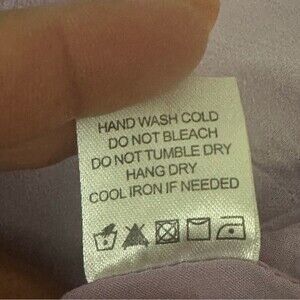 HAND WASH COLD
DO NOT BLEACH
DO NOT TUMBLE DRY
HANG DRY
COOL IRON IF NEEDED